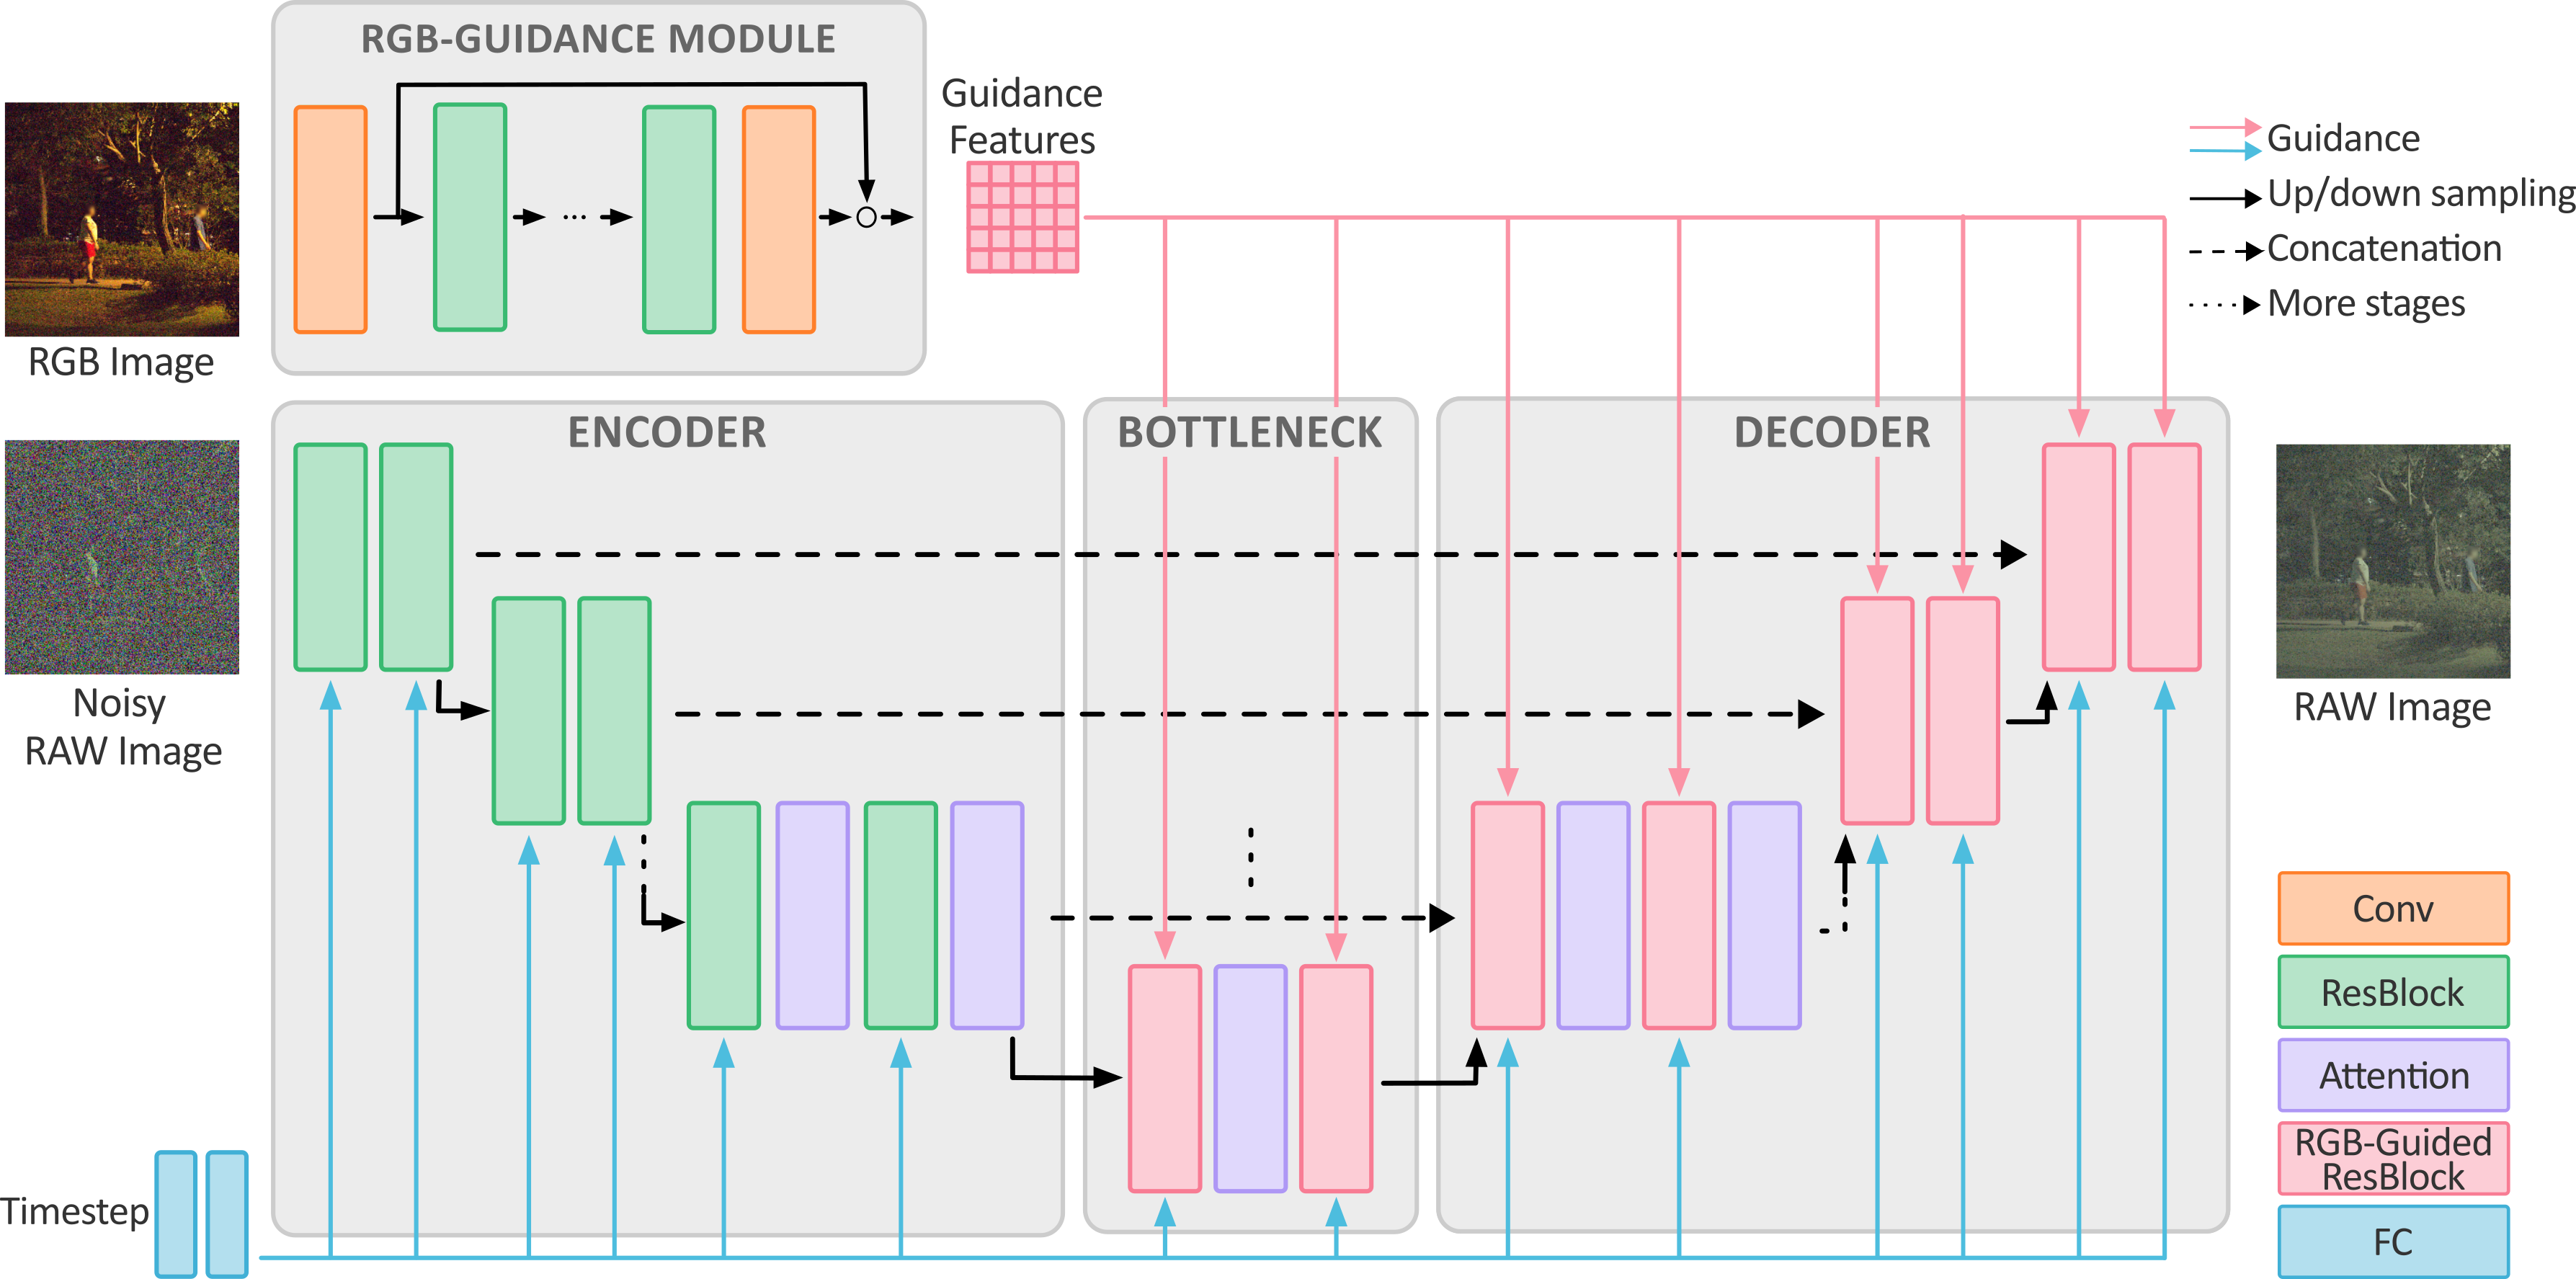 RGB-GUIDANCE MODULE
Guidance
Features
Guidance
Up/down sampling
Concatenation
More stages
RGB Image
ENCODER
BOTTLENECK
DECODER
Noisy
RAW Image
RAW Image
Timestep
Conv
ResBlock
Attention
RGB-Guided
ResBlock
FC